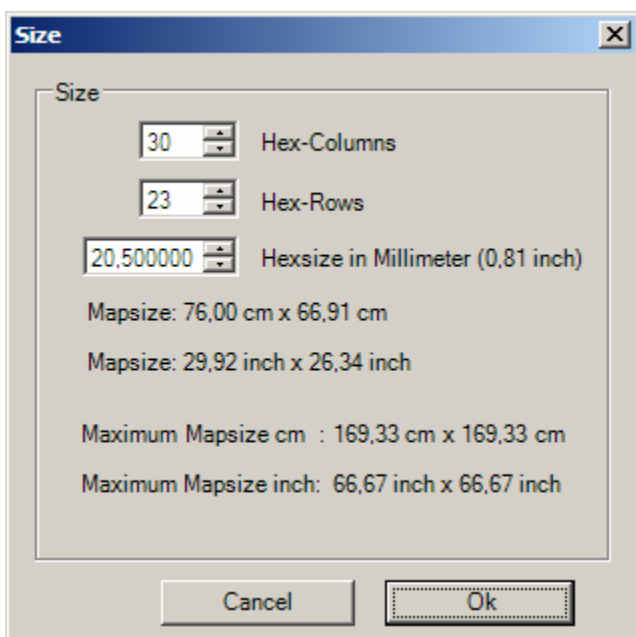 Size
Size
30 Hex-Columns
23 Hex-Rows
20,500000 Hexsize in Millimeter (0,81 inch)
Mapsize: 76,00 cm x 66,91 cm
Mapsize: 29,92 inch x 26,34 inch
Maximum Mapsize cm : 169,33 cm x 169,33 cm
Maximum Mapsize inch: 66,67 inch x 66,67 inch
Cancel Ok